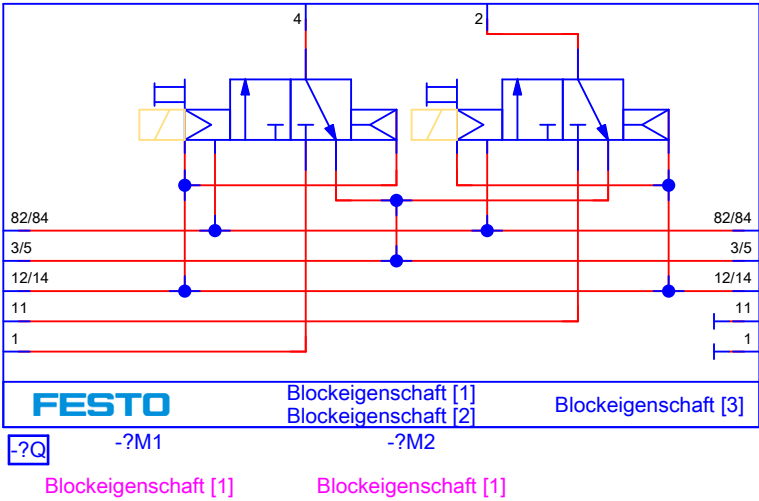 4
2
82/84
82/84
3/5
3/5
12/14
12/14
11
11
1
1
FESTO
Blockeigenschaft [1]
Blockeigenschaft [2]
Blockeigenschaft [3]
-?Q
-?M1
-?M2
Blockeigenschaft [1]
Blockeigenschaft [1]